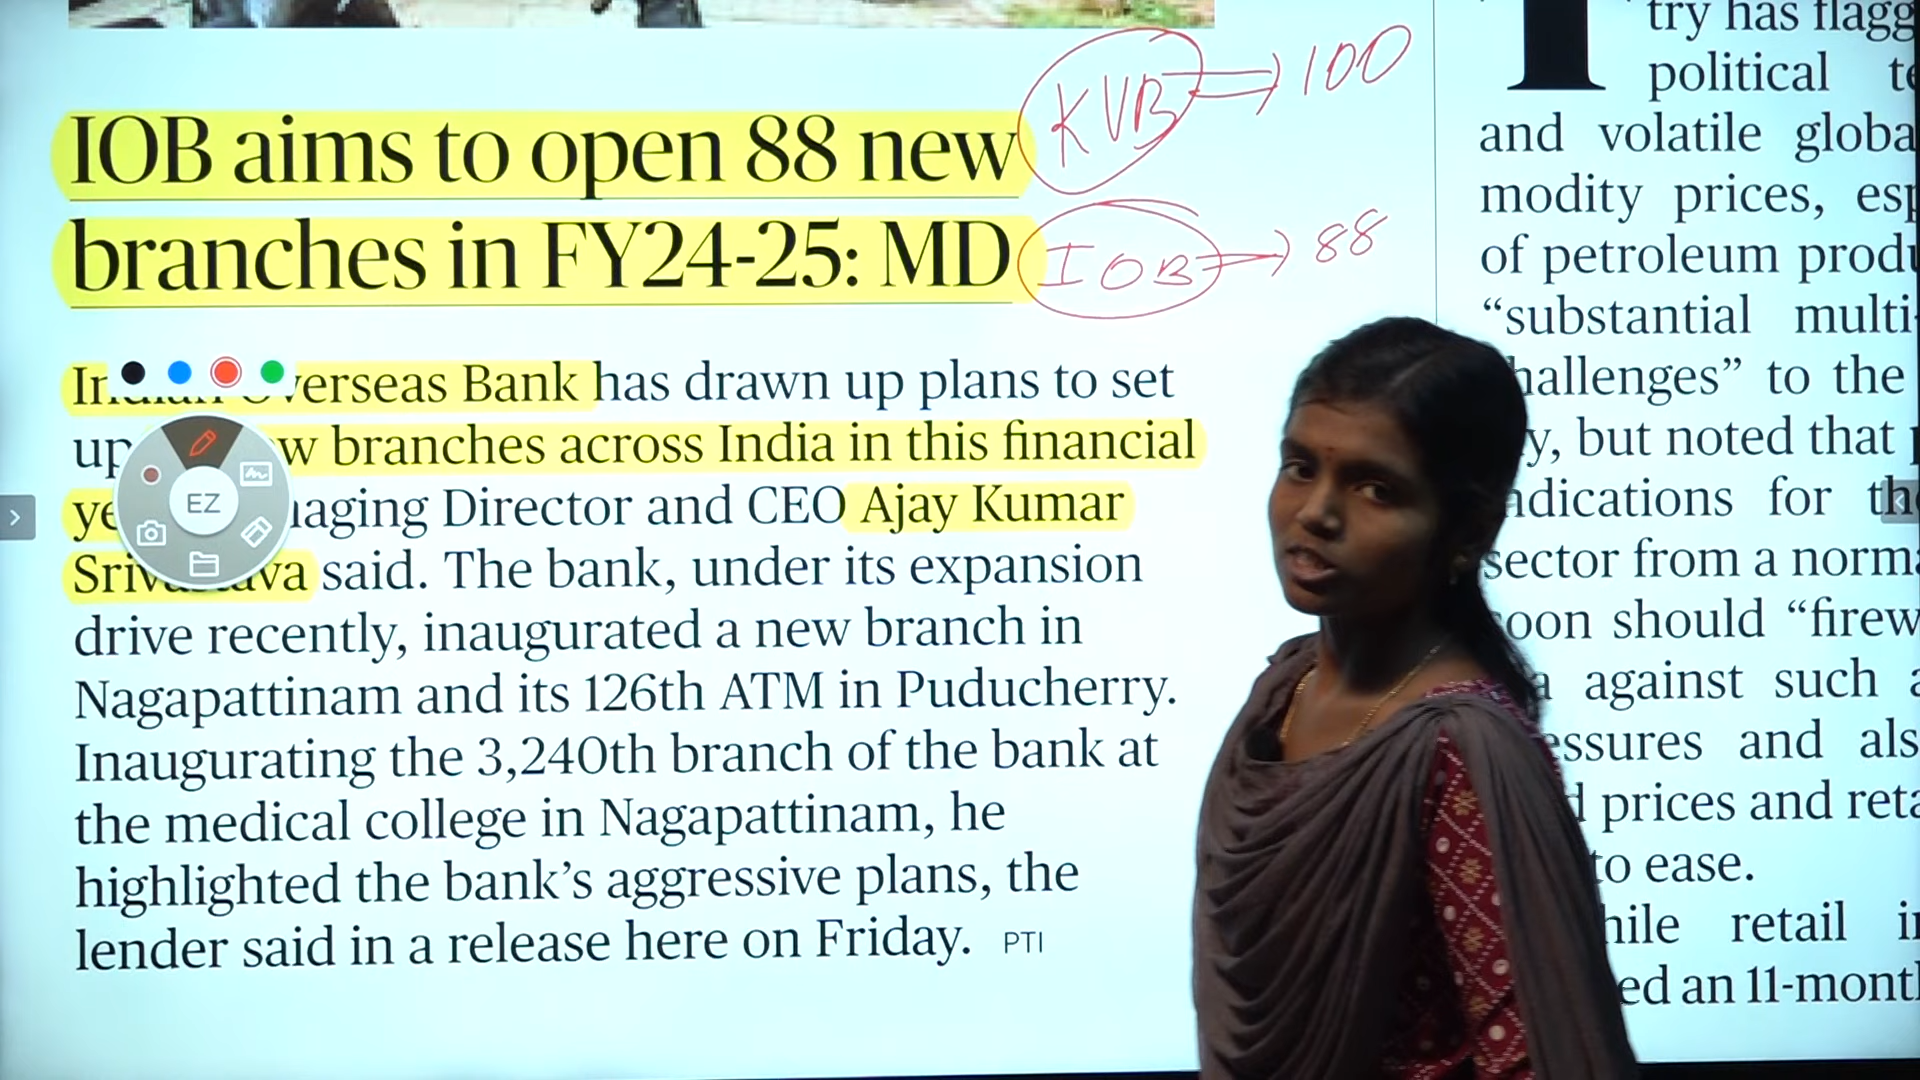 IOB aims to open 88 new
branches in FY24-25: MD
KVB → 100
IOB → 88
Overseas Bank has drawn up plans to set
up branches across India in this financial
Director and CEO Ajay Kumar
said. The bank, under its expansion
drive recently, inaugurated a new branch in
Nagapattinam and its 126th ATM in Puducherry.
Inaugurating the 3,240th branch of the bank at
the medical college in Nagapattinam, he
highlighted the bank’s aggressive plans, the
lender said in a release here on Friday. PTI
EZ
try has flagg
political
and volatile globa
modity prices, esp
of petroleum produ
“substantial multi-
hallenges” to the
y, but noted that
ndications for the
sector from a norma
oon should “firew
against such
essures and als
prices and reta
to ease.
hile retail
ed an 11-month